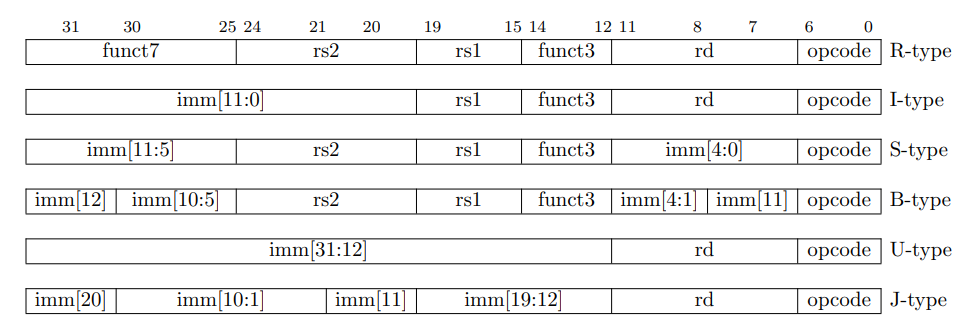 31 30 25 24 21 20 19 15 14 12 11 8 7 6 0
funct7 rs2 rs1 funct3 rd opcode R-type
imm[11:0] rs1 funct3 rd opcode I-type
imm[11:5] rs2 rs1 funct3 imm[4:0] opcode S-type
imm[12] imm[10:5] rs2 rs1 funct3 imm[4:1] imm[11] opcode B-type
imm[31:12] rd opcode U-type
imm[20] imm[10:1] imm[11] imm[19:12] rd opcode J-type